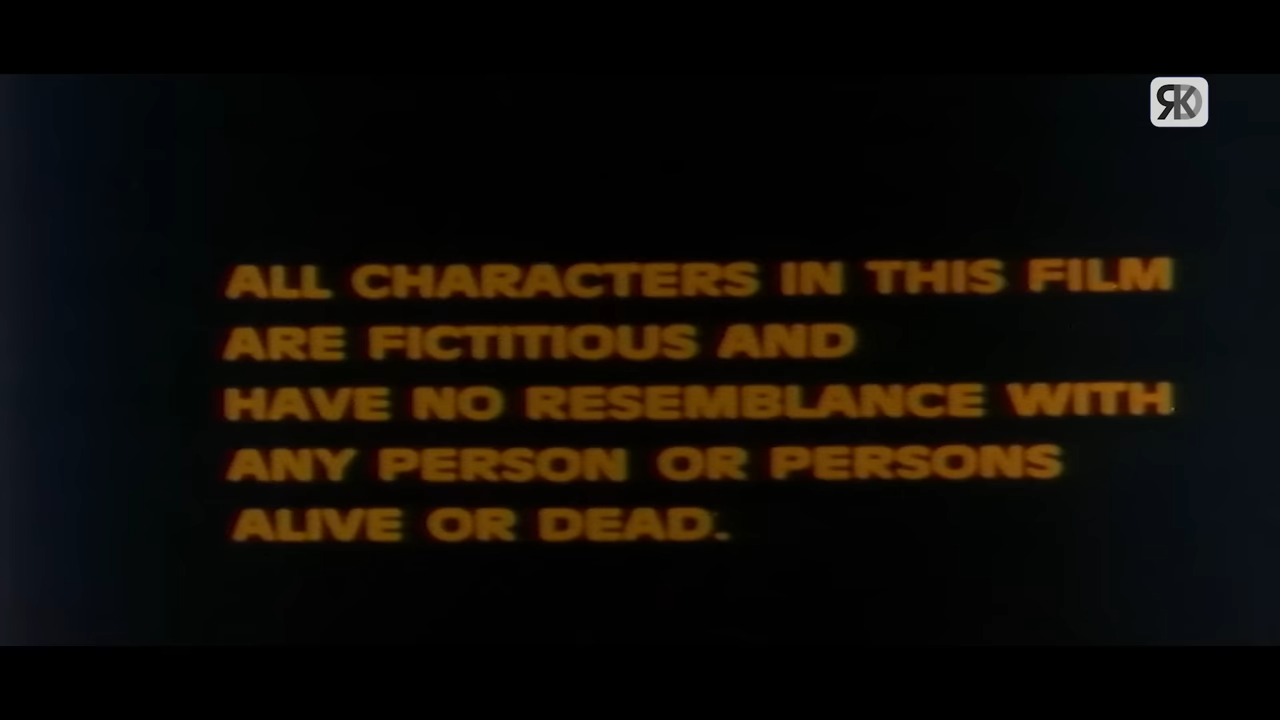 ALL CHARACTERS IN THIS FILM
ARE FICTITIOUS AND
HAVE NO RESEMBLANCE WITH
ANY PERSON OR PERSONS
ALIVE OR DEAD.